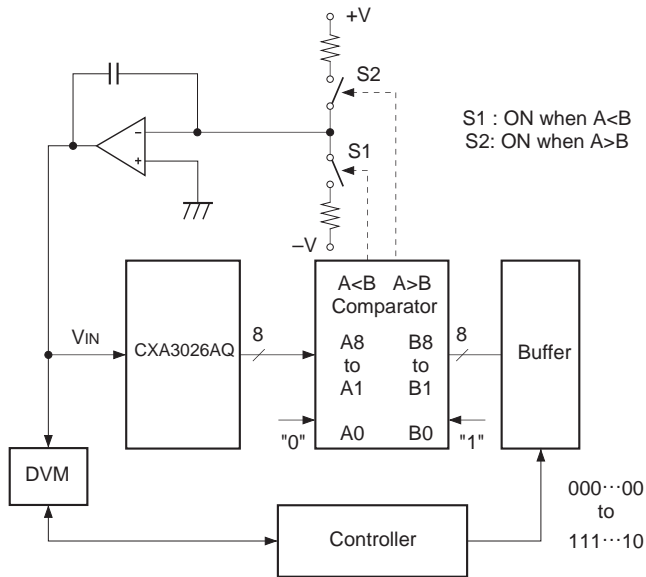 +V
S2
S1 : ON when A<B
S2: ON when A>B
S1
–V
A<B A>B
Comparator
VIN
CXA3026AQ
8
A8
to
A1
B8
to
B1
8
Buffer
"0"
A0
B0
"1"
DVM
Controller
000···00
to
111···10